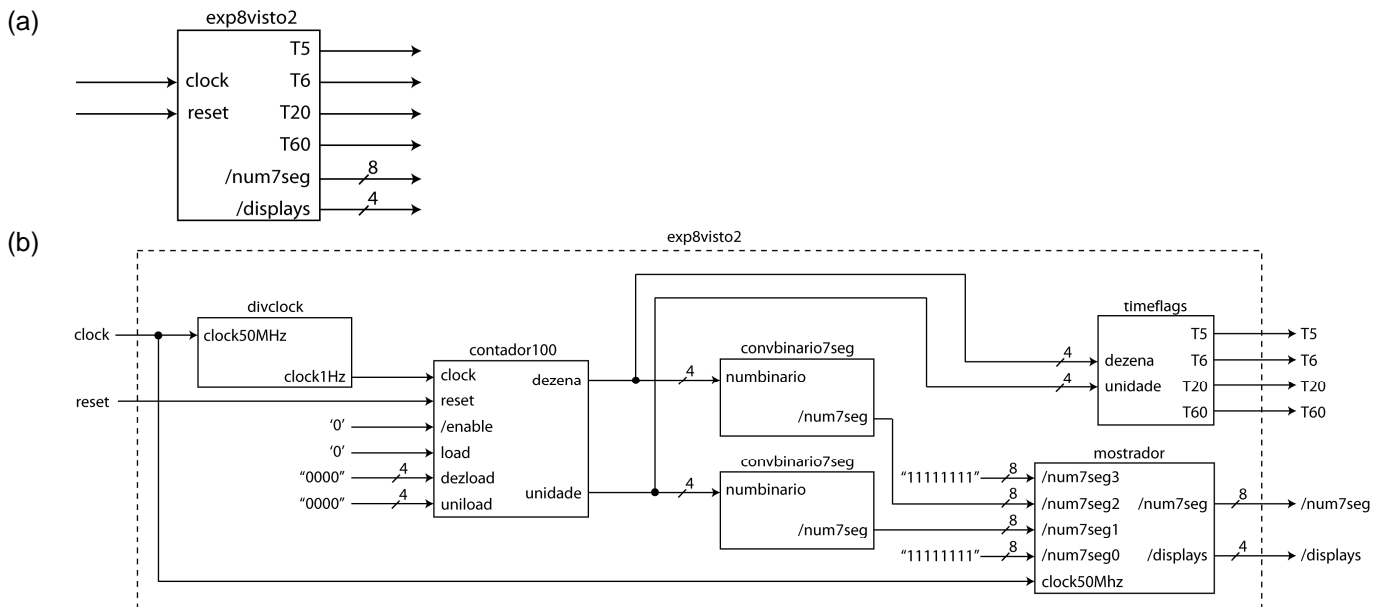 (a)
exp8visto2
clock
reset
T5
T6
T20
T60
/num7seg
8
/displays
4
(b)
exp8visto2
clock
reset
divclock
clock50MHz
clock1Hz
contador100
clock
reset
'0'
/enable
'0'
load
"0000"
4
dezload
"0000"
4
uniload
dezena
unidade
4
4
convbinario7seg
numbinario
/num7seg
convbinario7seg
numbinario
/num7seg
timeflags
4
dezena
4
unidade
T5
T6
T20
T60
T5
T6
T20
T60
mostrador
"11111111"
8
/num7seg3
8
/num7seg2
8
/num7seg1
"11111111"
8
/num7seg0
clock50Mhz
/num7seg
8
/num7seg
/displays
4
/displays